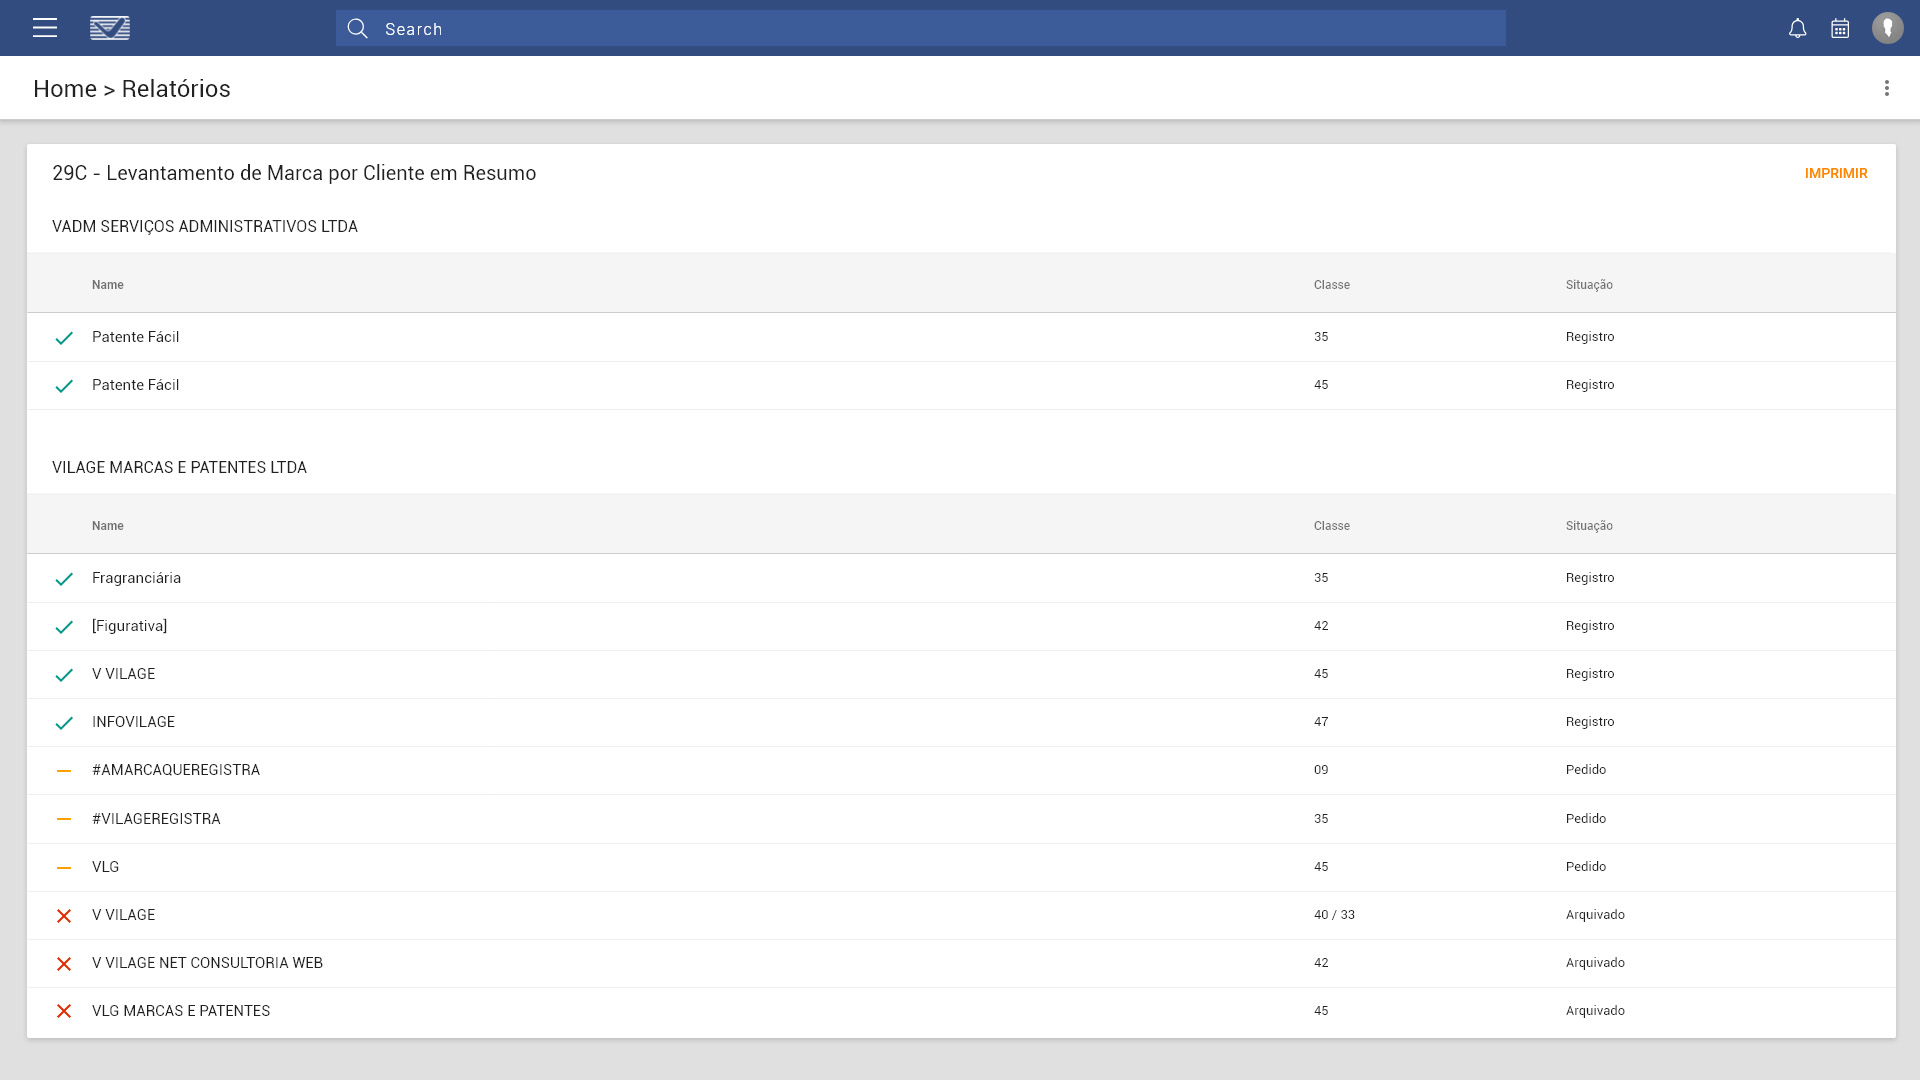 Search
Home > Relatórios
29C - Levantamento de Marca por Cliente em Resumo IMPRIMIR
VADM SERVIÇOS ADMINISTRATIVOS LTDA
Name Classe Situação
Patente Fácil 35 Registro
Patente Fácil 45 Registro
VILAGE MARCAS E PATENTES LTDA
Name Classe Situação
Fragranciária 35 Registro
[Figurativa] 42 Registro
V VILAGE 45 Registro
INFOVILAGE 47 Registro
#AMARCAQUEREGISTRA 09 Pedido
#VILAGEREGISTRA 35 Pedido
VLG 45 Pedido
V VILAGE 40 / 33 Arquivado
V VILAGE NET CONSULTORIA WEB 42 Arquivado
VLG MARCAS E PATENTES 45 Arquivado